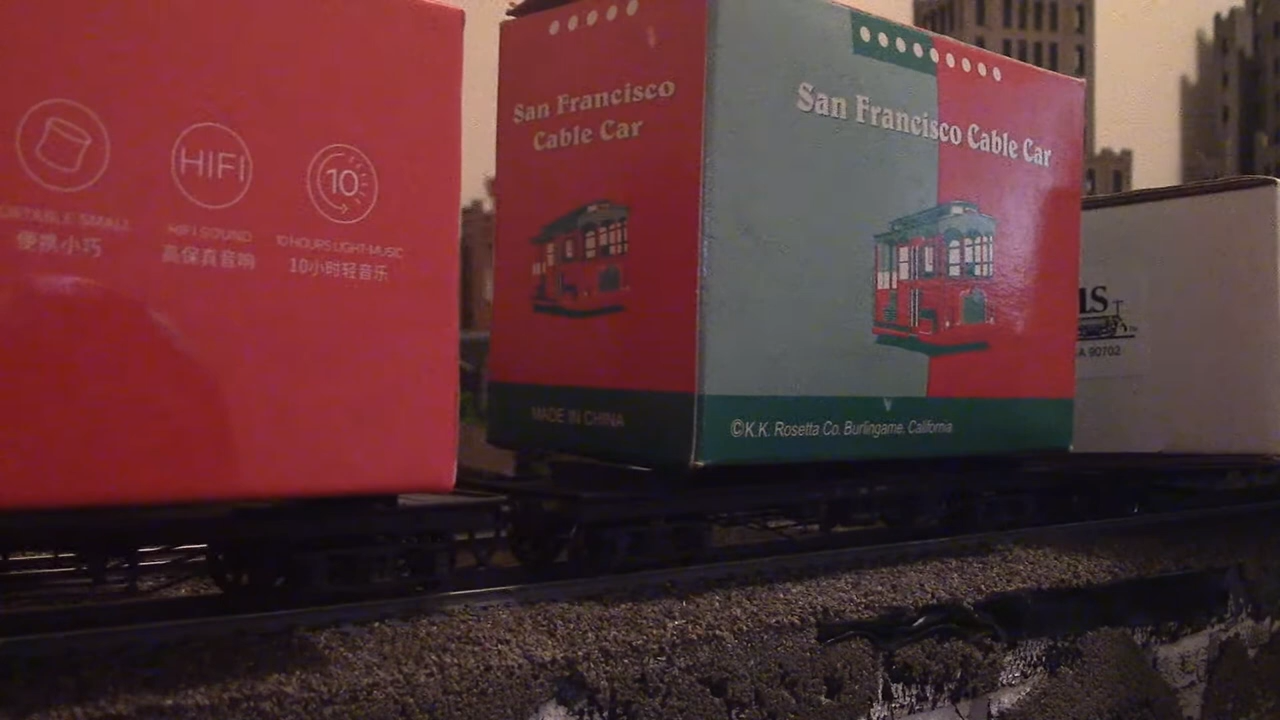 HIFI
10
PORTABLE SMALL
便携小巧
HIFI SOUND
高保真音响
10 HOURS LIGHT-MUSIC
10小时轻音乐
San Francisco
Cable Car
MADE IN CHINA
San Francisco Cable Car
©K.K. Rosetta Co. Burlingame, California
A 90702